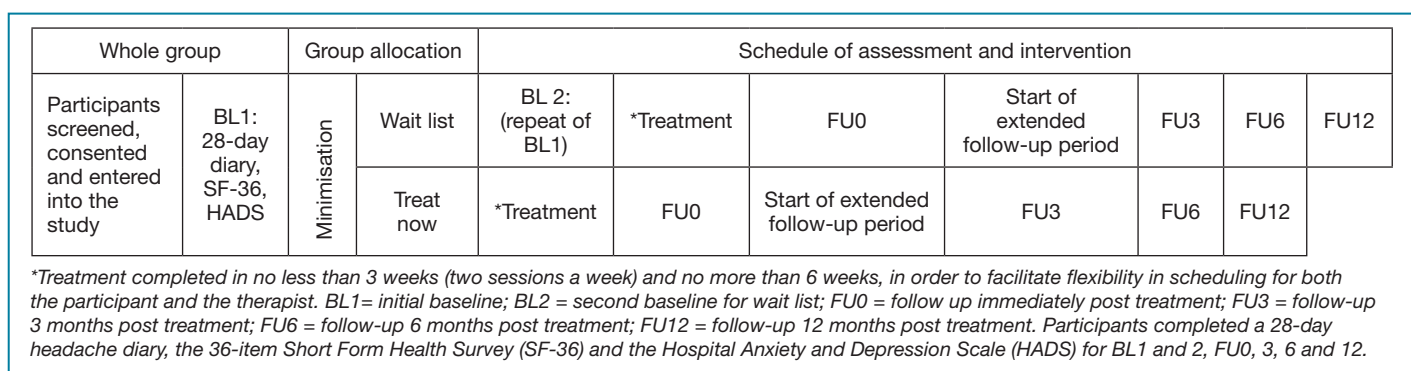 Whole group
Group allocation
Schedule of assessment and intervention
Participants
screened,
consented
and entered
into the
study
BL1:
28-day
diary,
SF-36,
HADS
Minimisation
Wait list
BL 2:
(repeat of
BL1)
*Treatment
FU0
Start of
extended
follow-up period
FU3
FU6
FU12
Treat
now
*Treatment
FU0
Start of extended
follow-up period
FU3
FU6
FU12
*Treatment completed in no less than 3 weeks (two sessions a week) and no more than 6 weeks, in order to facilitate flexibility in scheduling for both
the participant and the therapist. BL1= initial baseline; BL2 = second baseline for wait list; FU0 = follow up immediately post treatment; FU3 = follow-up
3 months post treatment; FU6 = follow-up 6 months post treatment; FU12 = follow-up 12 months post treatment. Participants completed a 28-day
headache diary, the 36-item Short Form Health Survey (SF-36) and the Hospital Anxiety and Depression Scale (HADS) for BL1 and 2, FU0, 3, 6 and 12.